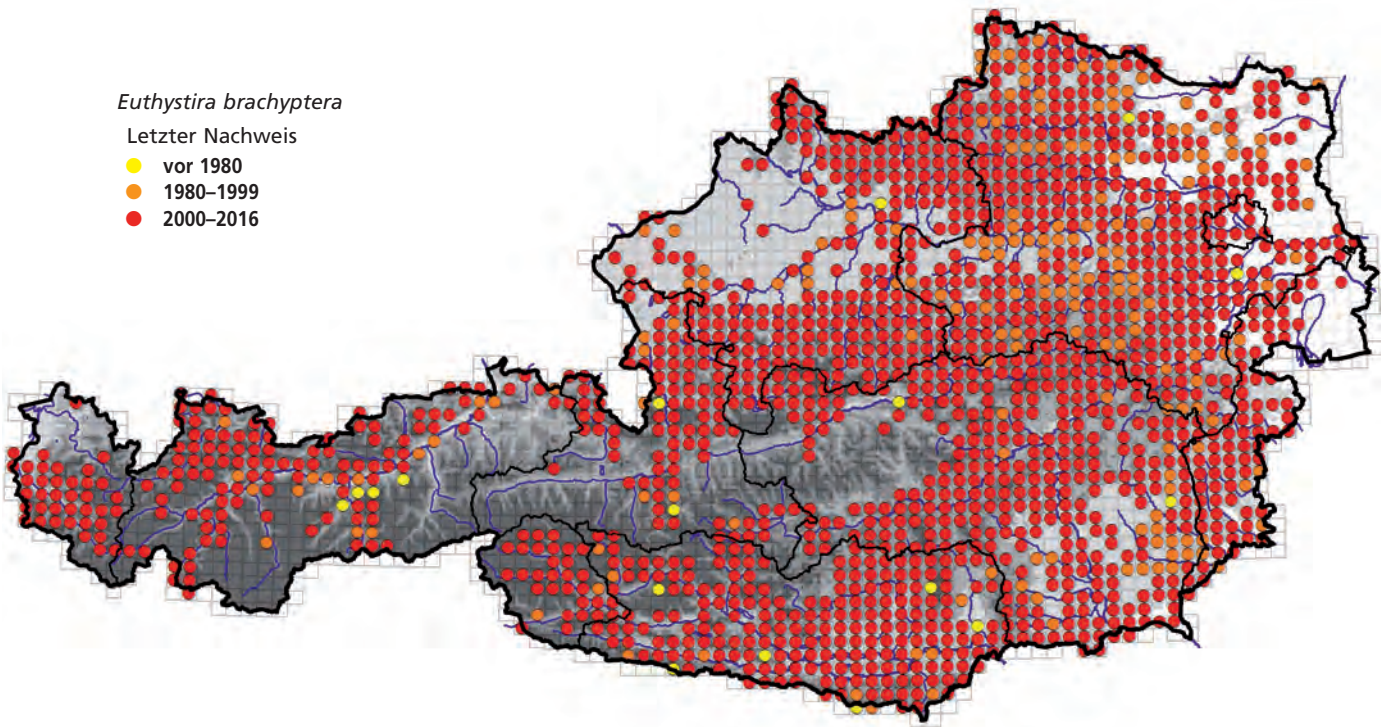 Euthystira brachyptera
Letzter Nachweis
vor 1980
1980–1999
2000–2016